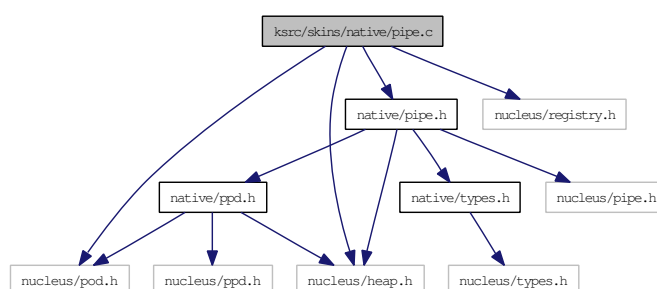 ksrc/skins/native/pipe.c
native/pipe.h
nucleus/registry.h
native/ppd.h
native/types.h
nucleus/pipe.h
nucleus/pod.h
nucleus/ppd.h
nucleus/heap.h
nucleus/types.h